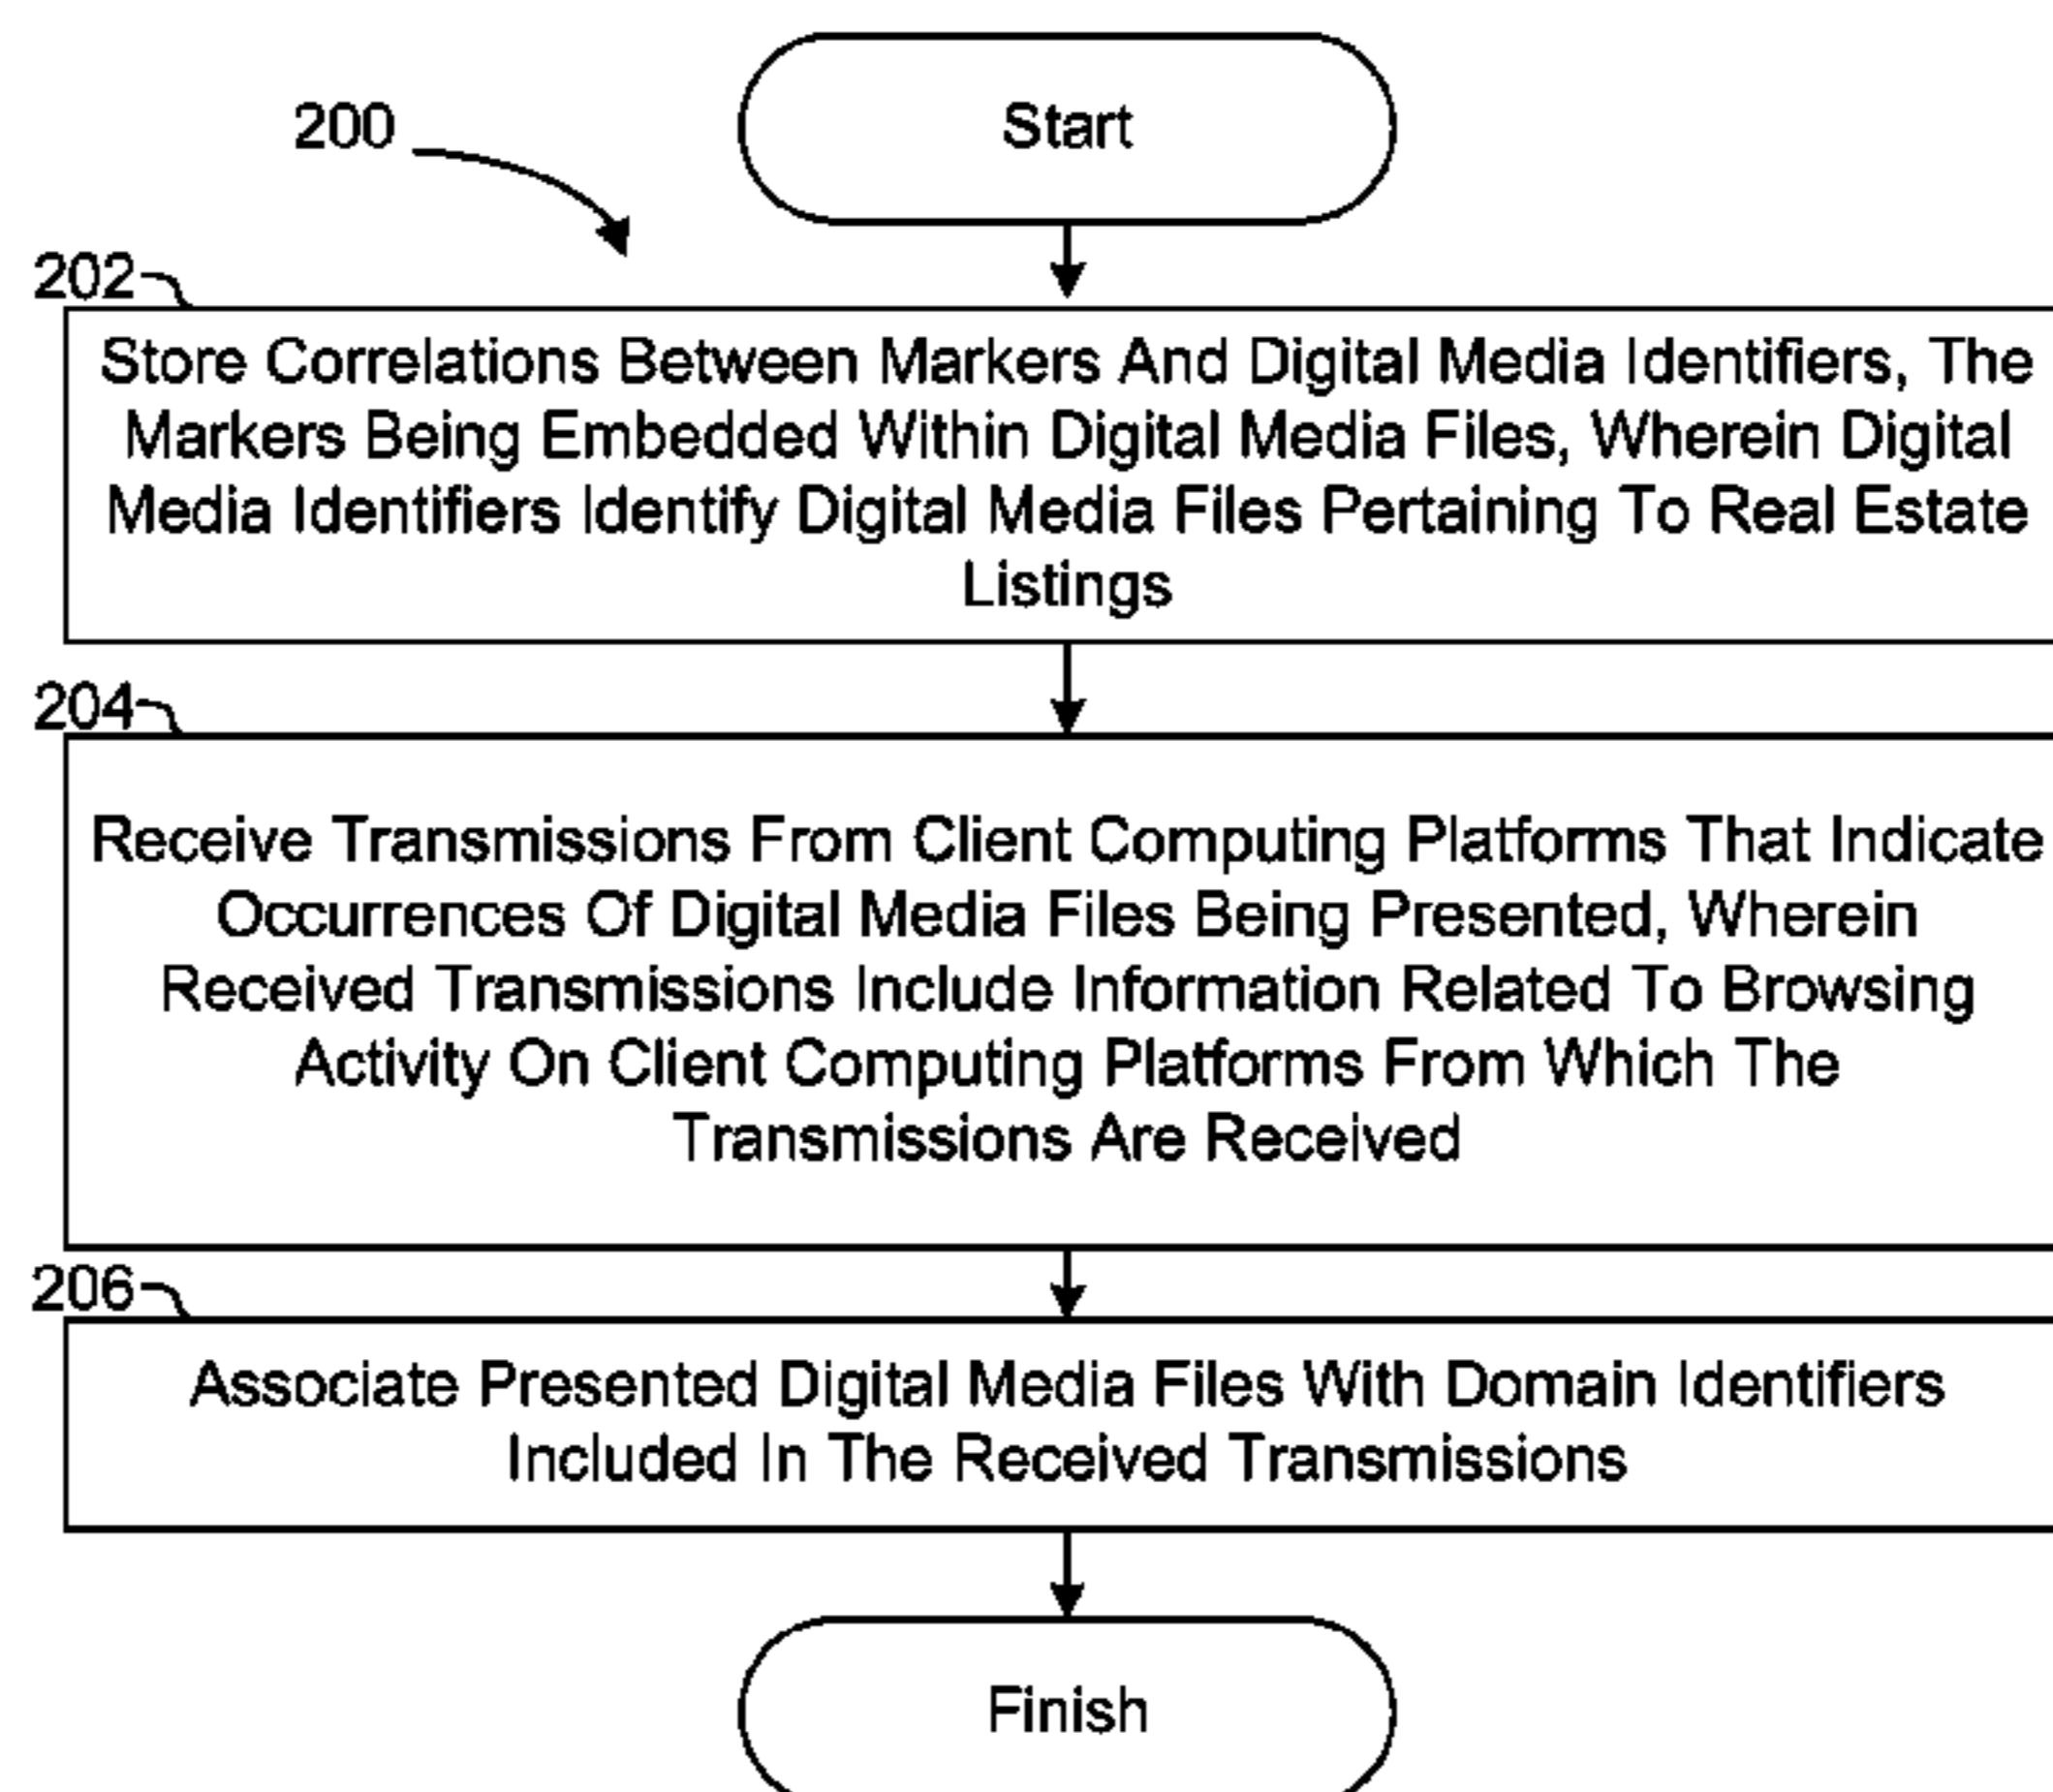 Start
200
202
Store Correlations Between Markers And Digital Media Identifiers, The
Markers Being Embedded Within Digital Media Files, Wherein Digital
Media Identifiers Identify Digital Media Files Pertaining To Real Estate
Listings
204
Receive Transmissions From Client Computing Platforms That Indicate
Occurrences Of Digital Media Files Being Presented, Wherein
Received Transmissions Include Information Related To Browsing
Activity On Client Computing Platforms From Which The
Transmissions Are Received
206
Associate Presented Digital Media Files With Domain Identifiers
Included In The Received Transmissions
Finish